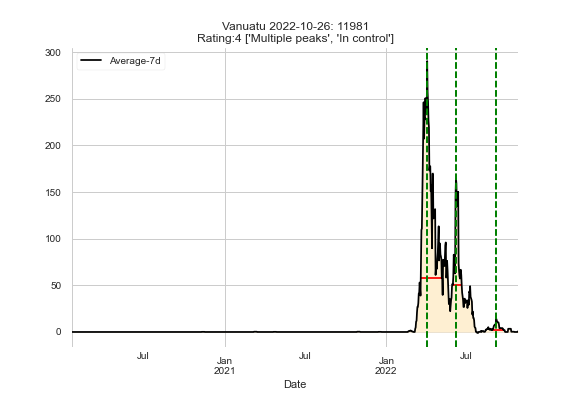 Vanuatu 2022-10-26: 11981
Rating:4 ['Multiple peaks', 'In control']
Average-7d
300
250
200
150
100
50
0
Jul
Jan
2021
Jul
Jan
2022
Jul
Date